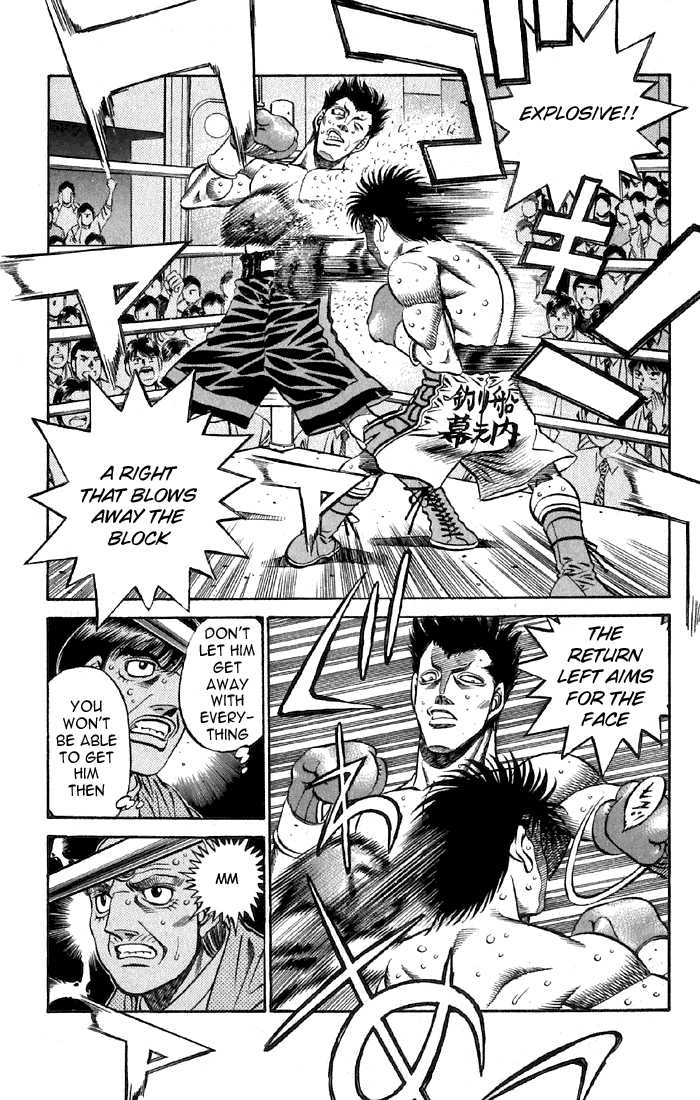 EXPLOSIVE!!
釣り船
幕之内
A RIGHT
THAT BLOWS
AWAY THE
BLOCK
THE
RETURN
LEFT AIMS
FOR THE
FACE
DON'T
LET HIM
GET
AWAY
WITH
EVERY-
THING
YOU
WON'T
BE ABLE
TO GET
HIM
THEN
MM